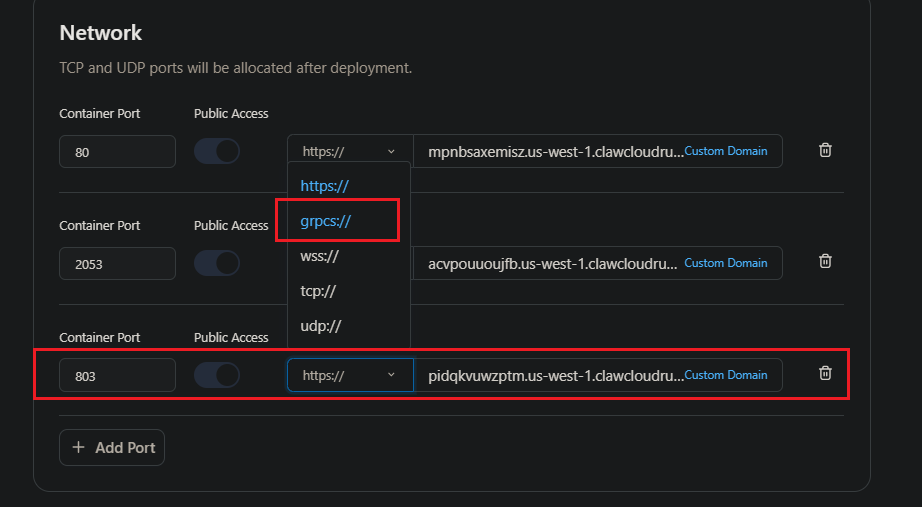 Network
TCP and UDP ports will be allocated after deployment.
Container Port Public Access
80 https:// mpnbsaxemisz.us-west-1.clawcloudru... Custom Domain
https://
grpcs://
Container Port Public Access
wss://
2053 acvpouuoujfb.us-west-1.clawcloudru... Custom Domain
tcp://
udp://
Container Port Public Access
803 https:// pidqkvuwzptm.us-west-1.clawcloudru... Custom Domain
+ Add Port